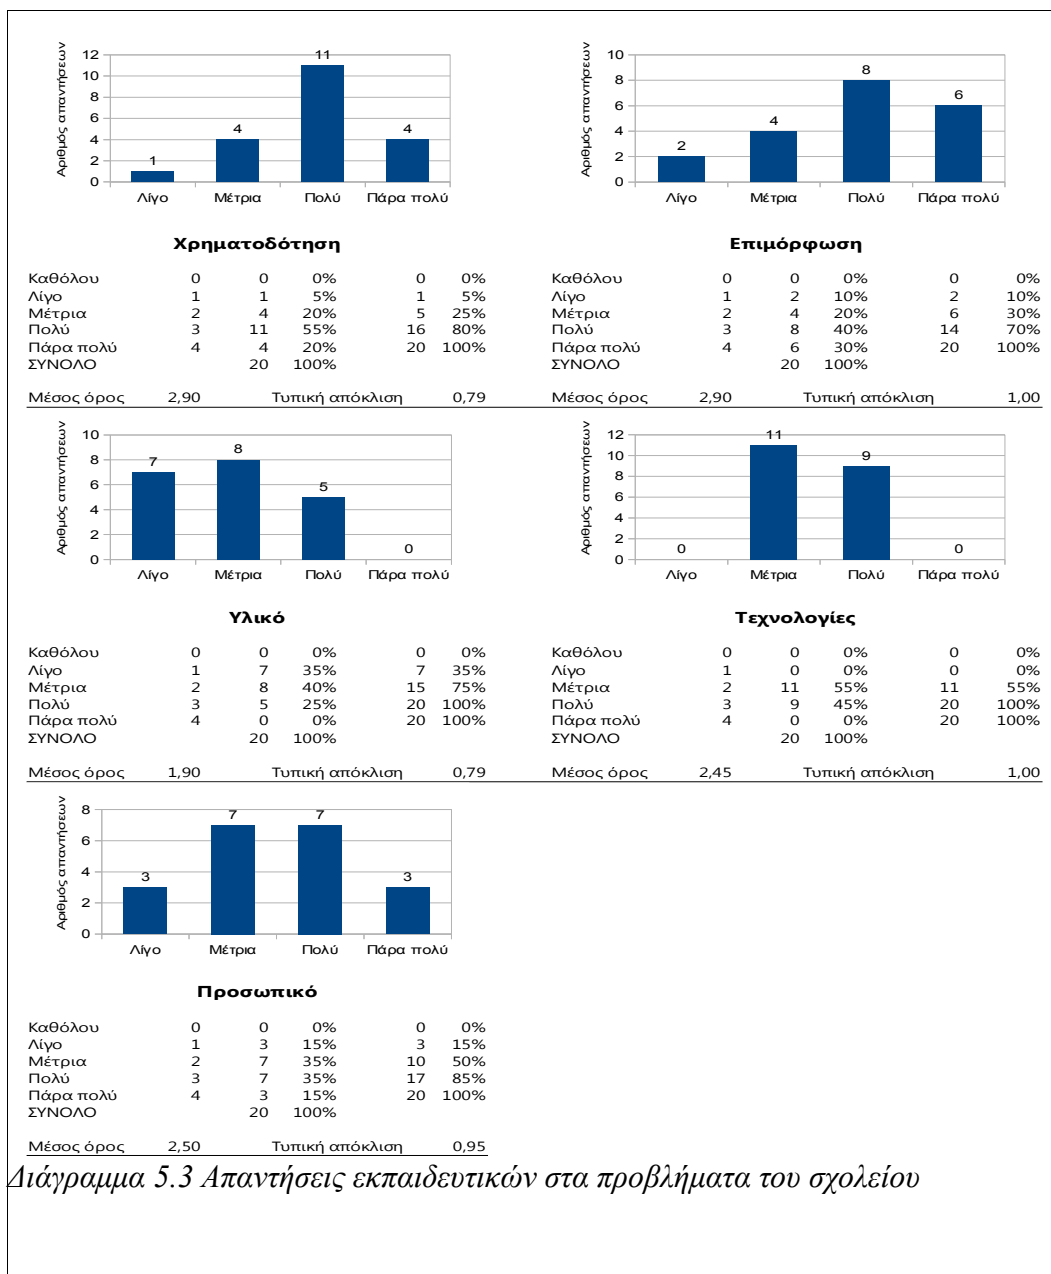 Αριθμός απαντήσεων
12
10
8
6
4
2
0
1
4
11
4
Λίγο Μέτρια Πολύ Πάρα πολύ
Χρηματοδότηση
Καθόλου 0 0 0% 0 0%
Λίγο 1 1 5% 1 5%
Μέτρια 2 4 20% 5 25%
Πολύ 3 11 55% 16 80%
Πάρα πολύ 4 4 20% 20 100%
ΣΥΝΟΛΟ 20 100%
Μέσος όρος 2,90 Τυπική απόκλιση 0,79
Αριθμός απαντήσεων
10
8
6
4
2
0
2
4
8
6
Λίγο Μέτρια Πολύ Πάρα πολύ
Επιμόρφωση
Καθόλου 0 0 0% 0 0%
Λίγο 1 2 10% 2 10%
Μέτρια 2 4 20% 6 30%
Πολύ 3 8 40% 14 70%
Πάρα πολύ 4 6 30% 20 100%
ΣΥΝΟΛΟ 20 100%
Μέσος όρος 2,90 Τυπική απόκλιση 1,00
Αριθμός απαντήσεων
10
8
6
4
2
0
7
8
5
0
Λίγο Μέτρια Πολύ Πάρα πολύ
Υλικό
Καθόλου 0 0 0% 0 0%
Λίγο 1 7 35% 7 35%
Μέτρια 2 8 40% 15 75%
Πολύ 3 5 25% 20 100%
Πάρα πολύ 4 0 0% 20 100%
ΣΥΝΟΛΟ 20 100%
Μέσος όρος 1,90 Τυπική απόκλιση 0,79
Αριθμός απαντήσεων
12
10
8
6
4
2
0
0
11
9
0
Λίγο Μέτρια Πολύ Πάρα πολύ
Τεχνολογίες
Καθόλου 0 0 0% 0 0%
Λίγο 1 0 0% 0 0%
Μέτρια 2 11 55% 11 55%
Πολύ 3 9 45% 20 100%
Πάρα πολύ 4 0 0% 20 100%
ΣΥΝΟΛΟ 20 100%
Μέσος όρος 2,45 Τυπική απόκλιση 1,00
Αριθμός απαντήσεων
8
6
4
2
0
3
7
7
3
Λίγο Μέτρια Πολύ Πάρα πολύ
Προσωπικό
Καθόλου 0 0 0% 0 0%
Λίγο 1 3 15% 3 15%
Μέτρια 2 7 35% 10 50%
Πολύ 3 7 35% 17 85%
Πάρα πολύ 4 3 15% 20 100%
ΣΥΝΟΛΟ 20 100%
Μέσος όρος 2,50 Τυπική απόκλιση 0,95
Διάγραμμα 5.3 Απαντήσεις εκπαιδευτικών στα προβλήματα του σχολείου